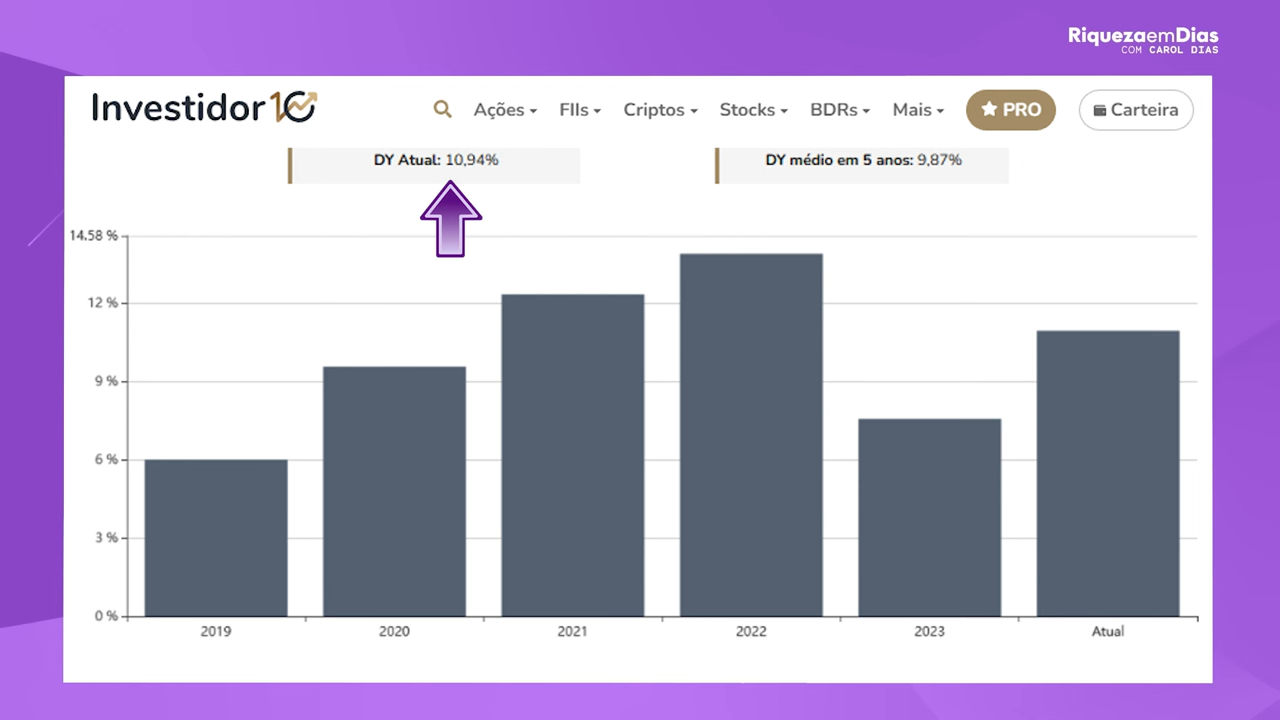 RiquezaemDias
COM CAROL DIAS
Investidor10
Ações FIIs Criptos Stocks BDRs Mais PRO Carteira
DY Atual: 10,94% DY médio em 5 anos: 9,87%
14.58 %
12 %
9 %
6 %
3 %
0 %
2019 2020 2021 2022 2023 Atual